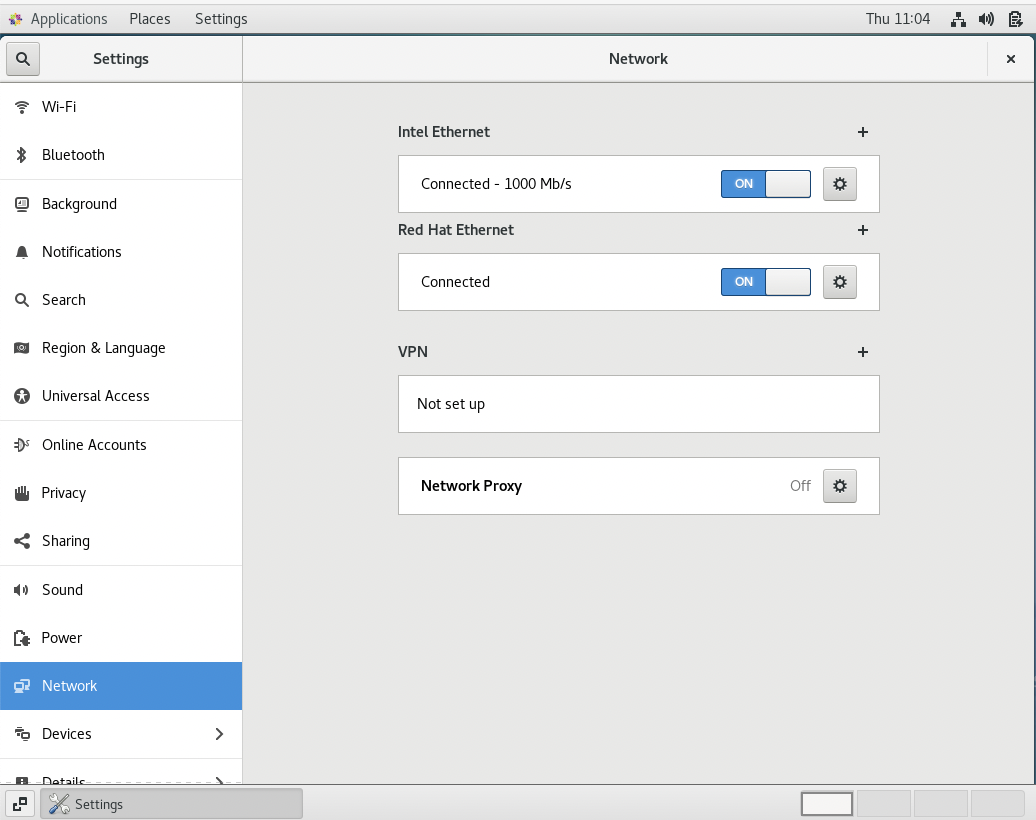 Applications Places Settings Thu 11:04
Settings Network
Wi-Fi
Bluetooth
Background
Notifications
Search
Region & Language
Universal Access
Online Accounts
Privacy
Sharing
Sound
Power
Network
Devices
Details
Intel Ethernet
Connected - 1000 Mb/s ON
Red Hat Ethernet
Connected ON
VPN
Not set up
Network Proxy Off
Settings